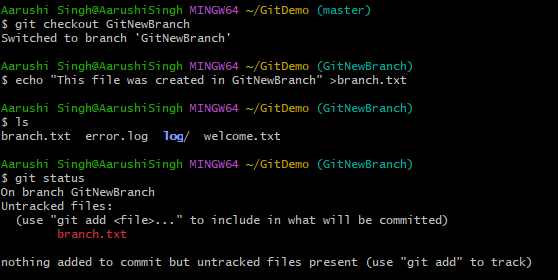 Aarushi Singh@AarushiSingh MINGW64 ~/GitDemo (master)
$ git checkout GitNewBranch
Switched to branch 'GitNewBranch'
Aarushi Singh@AarushiSingh MINGW64 ~/GitDemo (GitNewBranch)
$ echo "This file was created in GitNewBranch" >branch.txt
Aarushi Singh@AarushiSingh MINGW64 ~/GitDemo (GitNewBranch)
$ ls
branch.txt  error.log  log/  welcome.txt
Aarushi Singh@AarushiSingh MINGW64 ~/GitDemo (GitNewBranch)
$ git status
On branch GitNewBranch
Untracked files:
  (use "git add <file>..." to include in what will be committed)
        branch.txt
nothing added to commit but untracked files present (use "git add" to track)